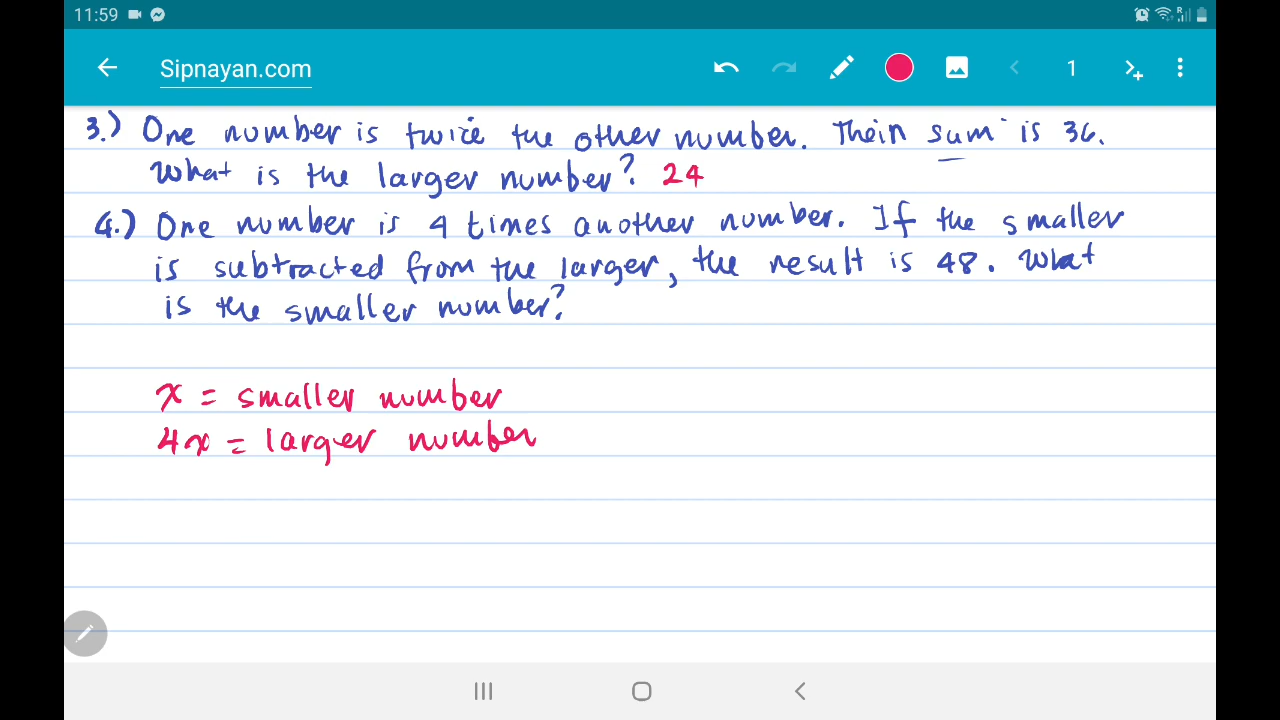 11:59
Sipnayan.com
1
3.) One number is twice the other number. Their sum is 36.
What is the larger number? 24
4.) One number is 4 times another number. If the smaller
is subtracted from the larger, the result is 48. What
is the smaller number?
x = smaller number
4x = larger number